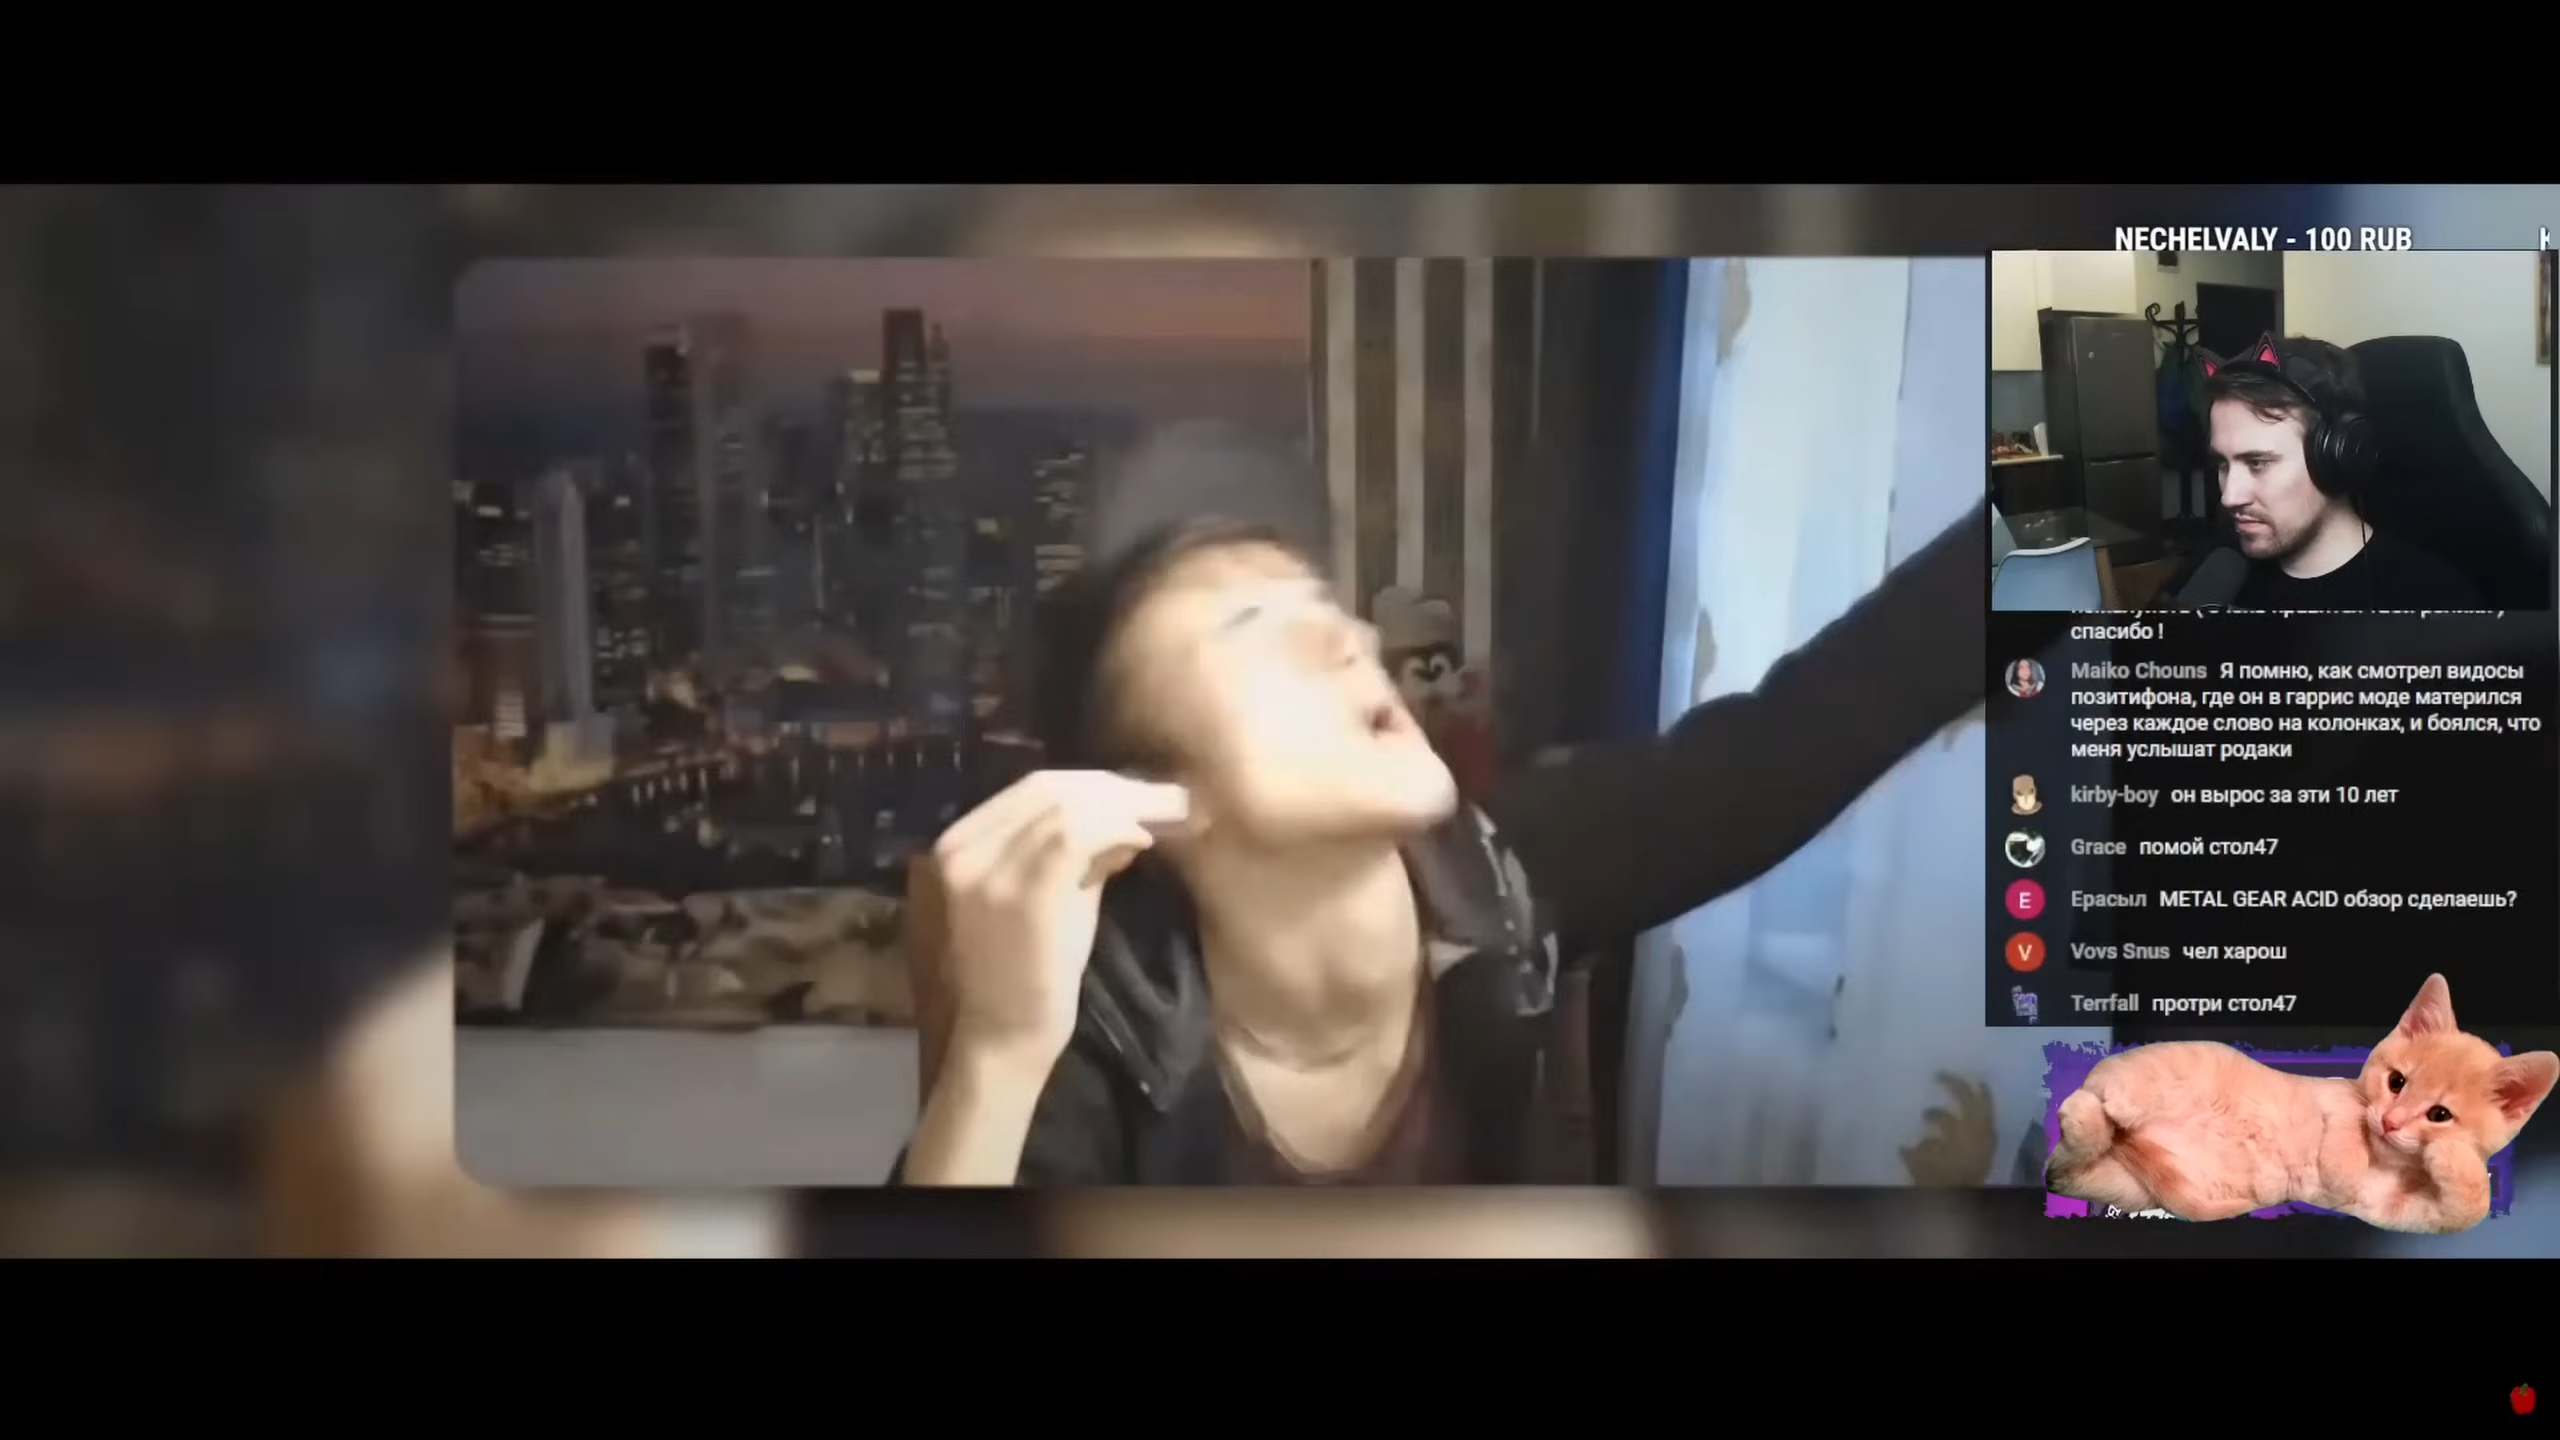 NECHELVALY - 100 RUB
спасибо !
Maiko Chouns Я помню, как смотрел видосы
позитифона, где он в гаррис моде матерился
через каждое слово на колонках, и боялся, что
меня услышат родаки
kirby-boy он вырос за эти 10 лет
Grace помой стол47
E Ерасыл METAL GEAR ACID обзор сделаешь?
V Vovs Snus чел харош
Terrfall протри стол47